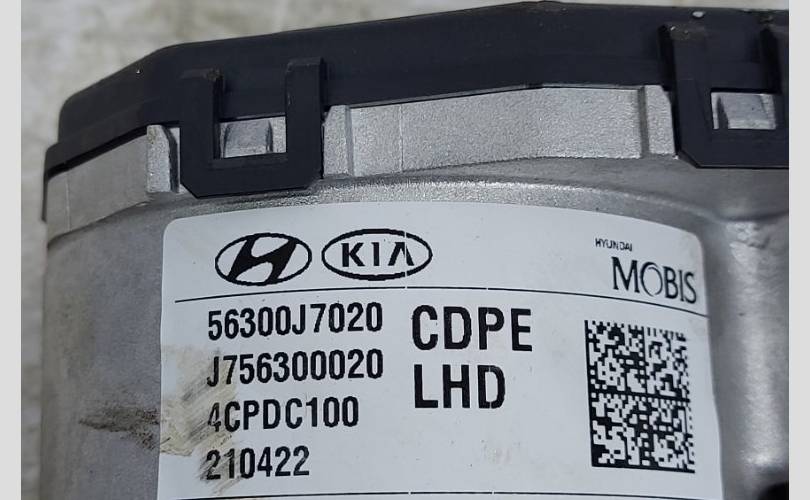 KIA
HYUNDAI
MOBIS
56300J7020
CDPE
J756300020
LHD
4CPDC100
210422